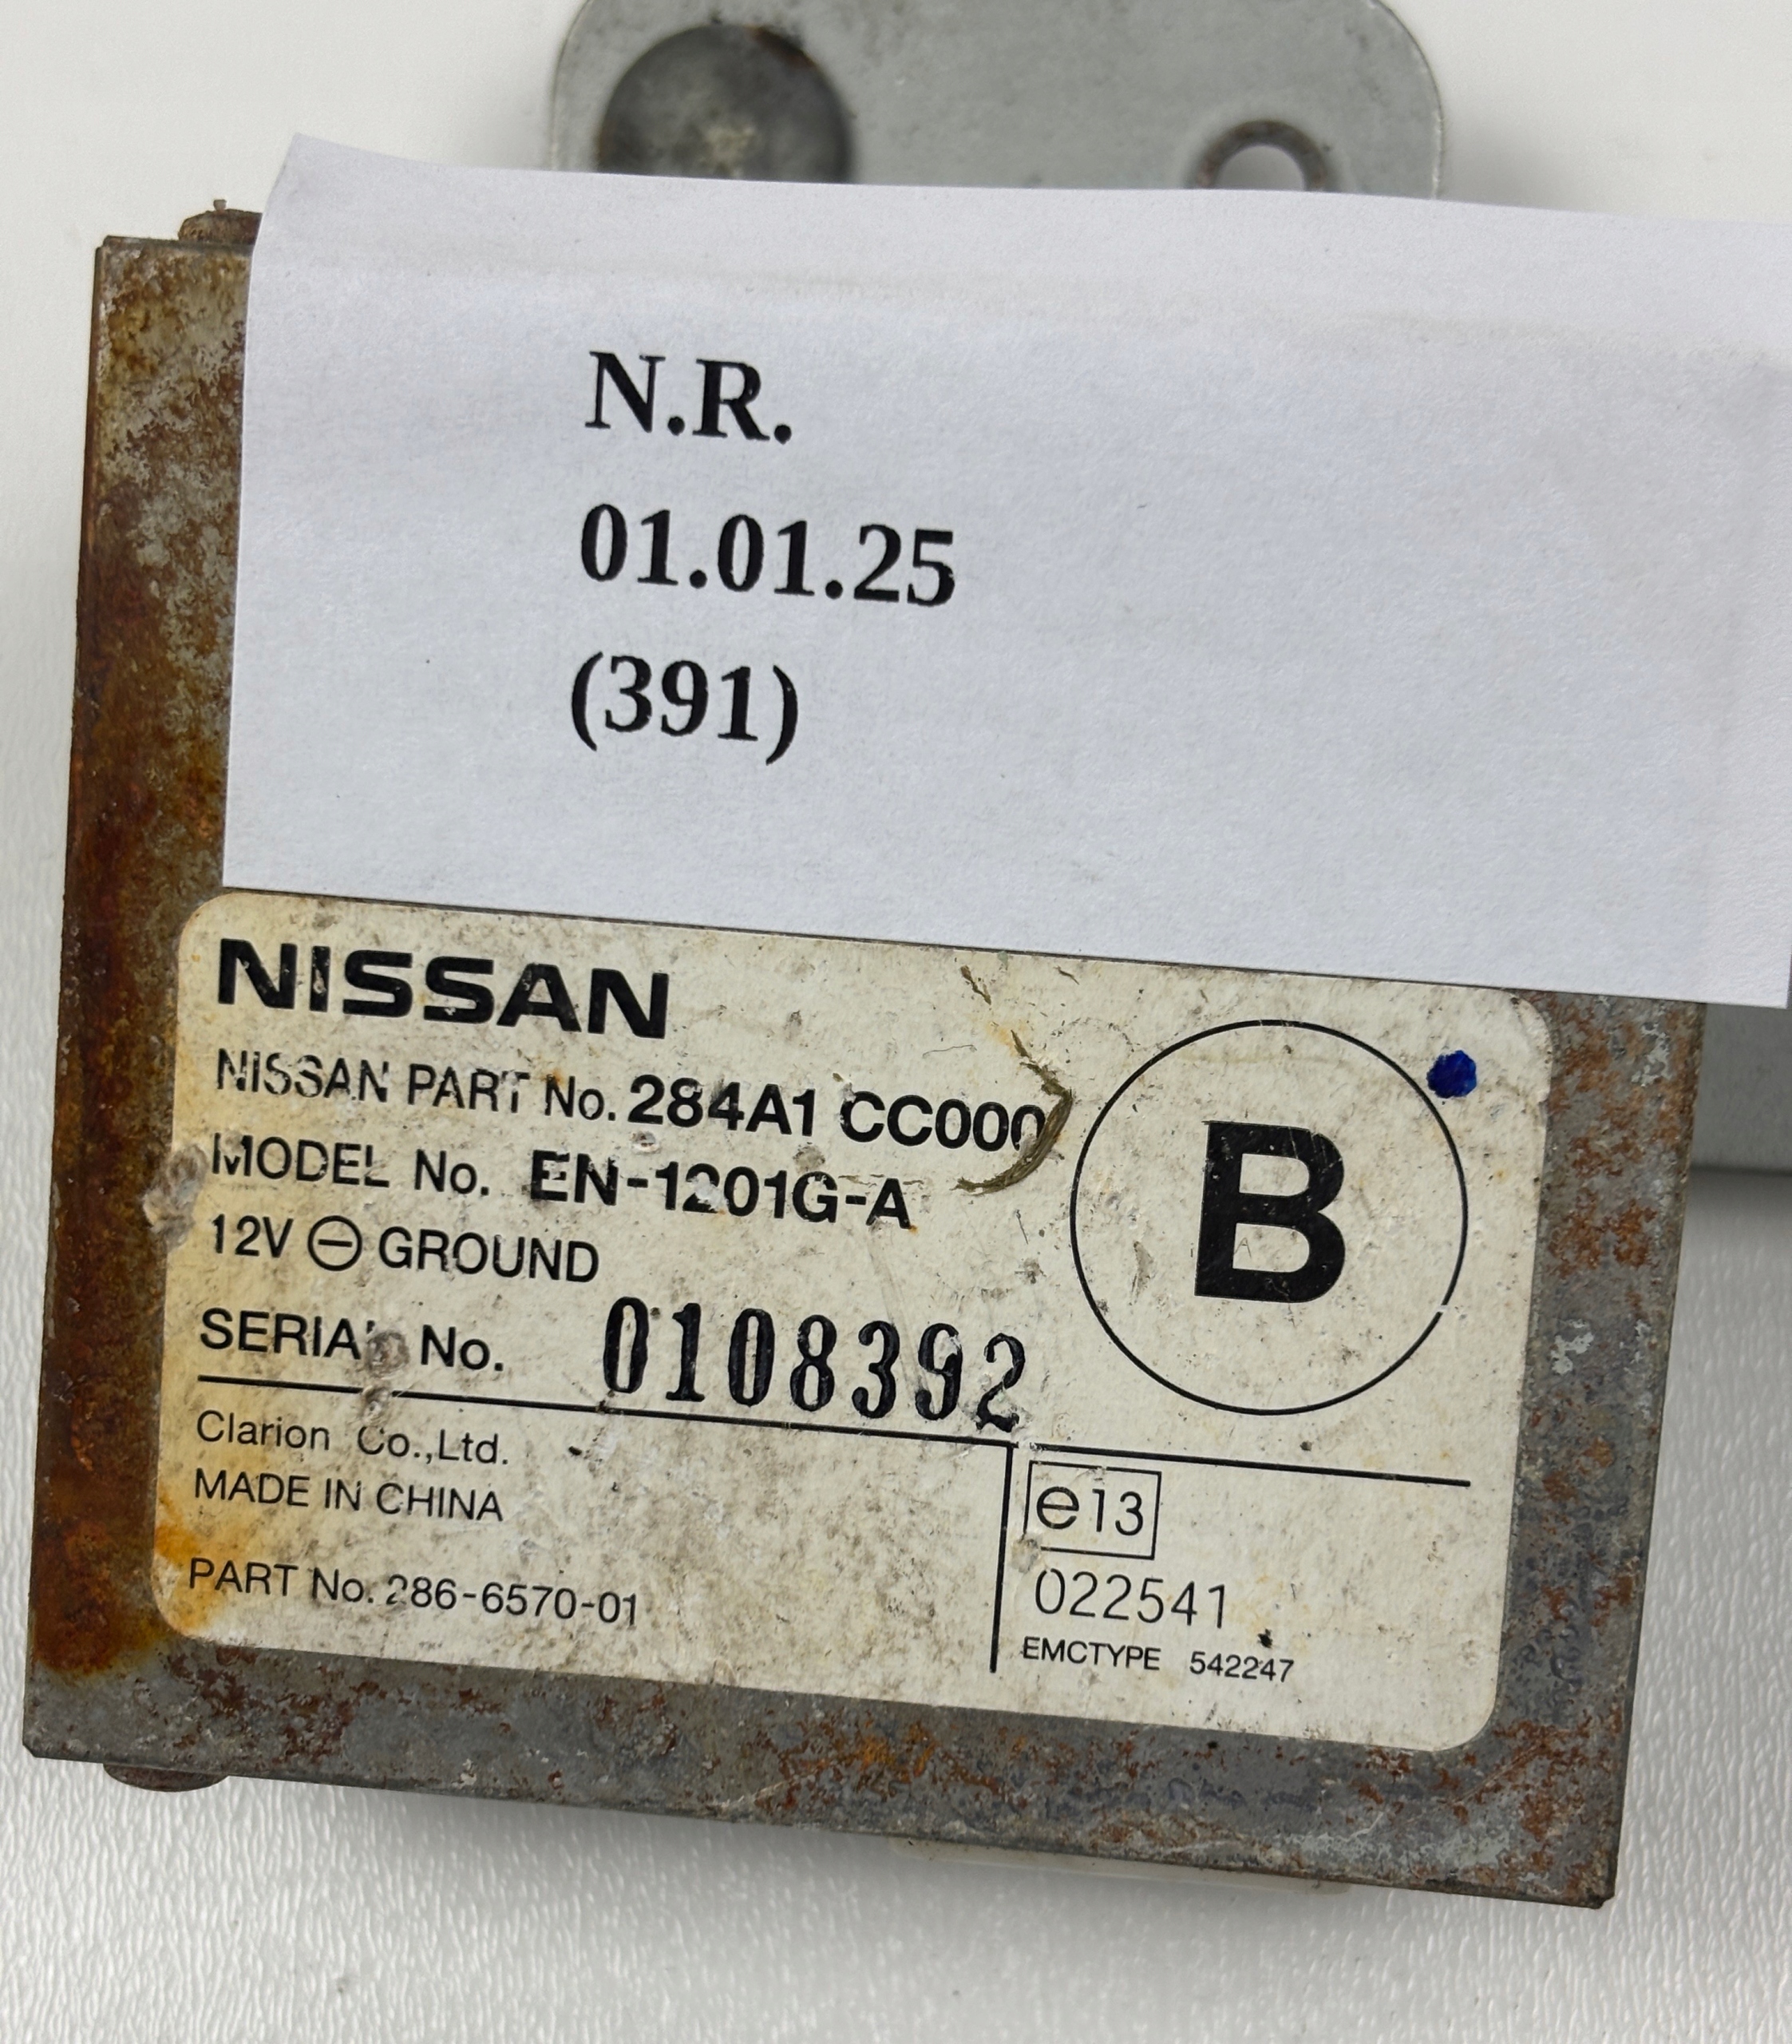 N.R.
01.01.25
(391)
NISSAN
NISSAN PART No. 284A1 CC000
MODEL No. EN-1201G-A
12V ⊖ GROUND
B
SERIAL No. 0108392
Clarion Co.,Ltd.
MADE IN CHINA
PART No. 286-6570-01
e13
022541
EMCTYPE 542247